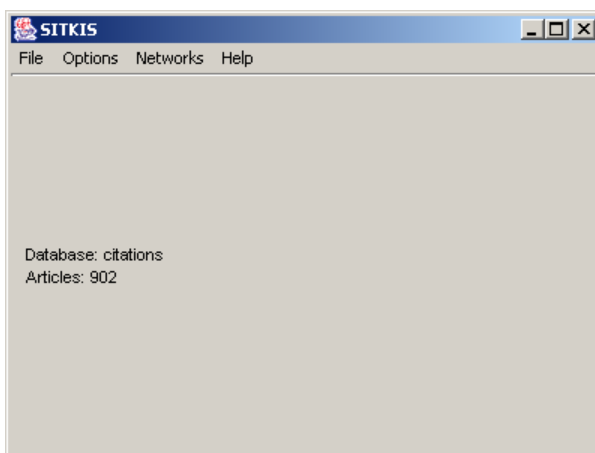 SITKIS
File Options Networks Help
Database: citations
Articles: 902